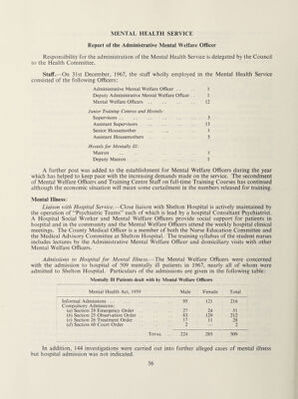 MENTAL HEALTH SERVICE
Report of the Administrative Mental Welfare Officer
Responsibility for the administration of the Mental Health Service is delegated by the Council
to the Health Committee.
Staff.—On 31st December, 1967, the staff wholly employed in the Mental Health Service
consisted of the following Officers:
Administrative Mental Welfare Officer .. 1
Deputy Administrative Mental Welfare Officer .. 1
Mental Welfare Officers .. 12
Junior Training Centres and Hostels:
Supervisors .. 3
Assistant Supervisors .. 13
Senior Housemother .. 1
Assistant Housemothers .. 3
Hostels for Mentally Ill:
Matron .. 1
Deputy Matron .. 1
A further post was added to the establishment for Mental Welfare Officers during the year
which has helped to keep pace with the increasing demands made on the service. The secondment
of Mental Welfare Officers and Training Centre Staff on full-time Training Courses has continued
although the economic situation will mean some curtailment in the numbers released for training.
Mental Illness:
Liaison with Hospital Service.—Close liaison with Shelton Hospital is actively maintained by
the operation of "Psychiatric Teams" each of which is lead by a hospital Consultant Psychiatrist.
A Hospital Social Worker and Mental Welfare Officers provide social support for patients in
hospital and in the community and the Mental Welfare Officers attend the weekly hospital clinical
meetings. The County Medical Officer is a member of both the Nurse Education Committee and
the Medical Advisory Committee at Shelton Hospital. The training syllabus of the student nurses
includes lectures by the Administrative Mental Welfare Officer and domiciliary visits with other
Mental Welfare Officers.
Admissions to Hospital for Mental Illness.—The Mental Welfare Officers were concerned
with the admission to hospital of 509 mentally ill patients in 1967, nearly all of whom were
admitted to Shelton Hospital. Particulars of the admissions are given in the following table:
Mentally Ill Patients dealt with by Mental Welfare Officers
Mental Health Act, 1959 Male Female Total
Informal Admissions .. 95 121 216
Compulsory Admissions:
(a) Section 29 Emergency Order 27 24 51
(b) Section 25 Observation Order 83 129 212
(c) Section 26 Treatment Order 17 11 28
(d) Section 60 Court Order 2 — 2
TOTAL 224 285 509
In addition, 144 investigations were carried out into further alleged cases of mental illness
but hospital admission was not indicated.
56